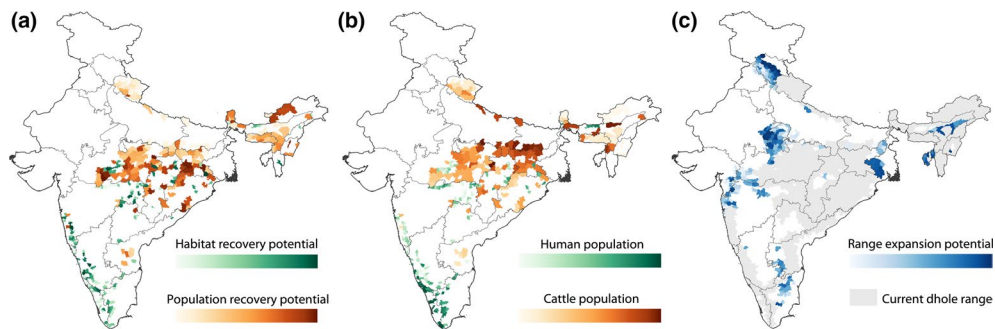 (a)
Habitat recovery potential
Population recovery potential
(b)
Human population
Cattle population
(c)
Range expansion potential
Current dhole range